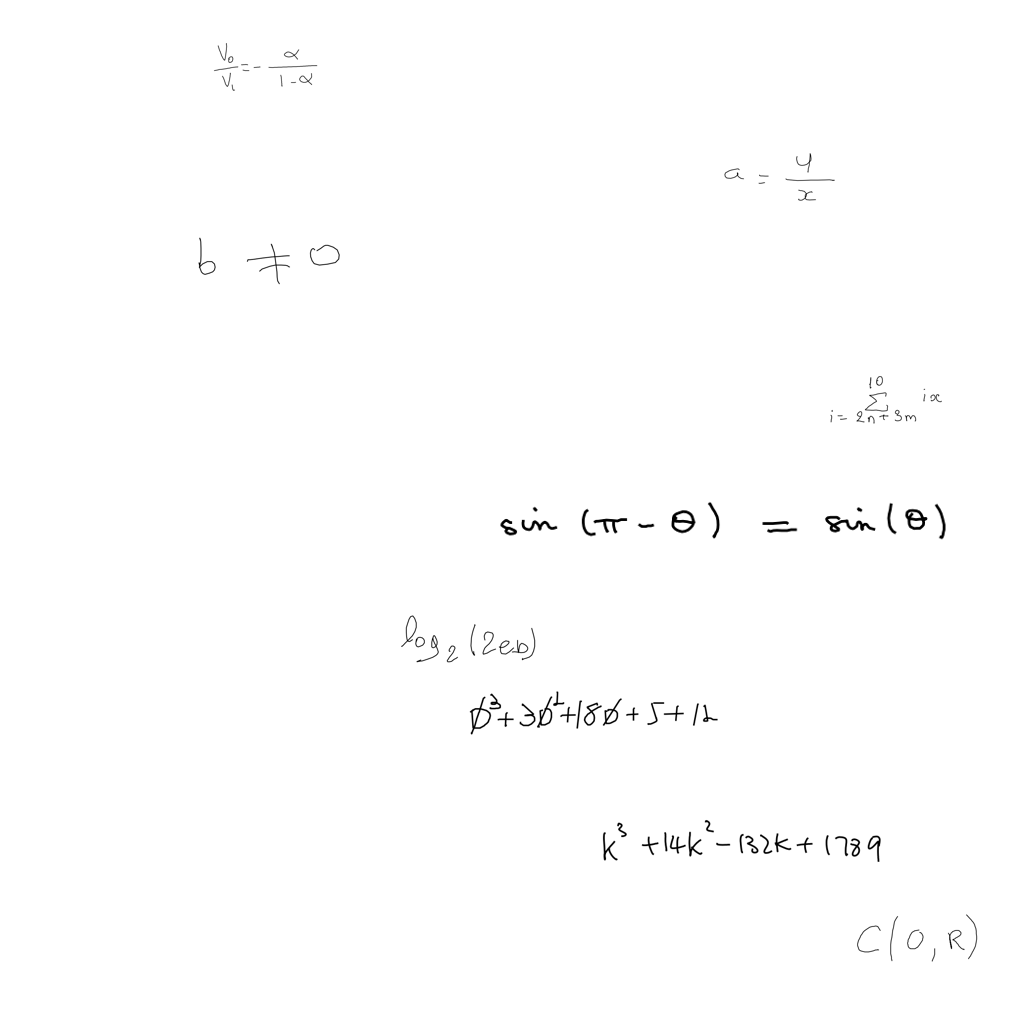 \frac{V_0}{V_1}=-\frac{\alpha}{1-\alpha}
a=\frac{y}{x}
b \neq 0
\sum_{i=2n+3m}^{10} ix
\sin(\pi-\theta)=\sin(\theta)
\log_2(2eb)
\phi^3+3\phi^2+18\phi+5+12
k^3+14k^2-132k+1789
C(O,R)